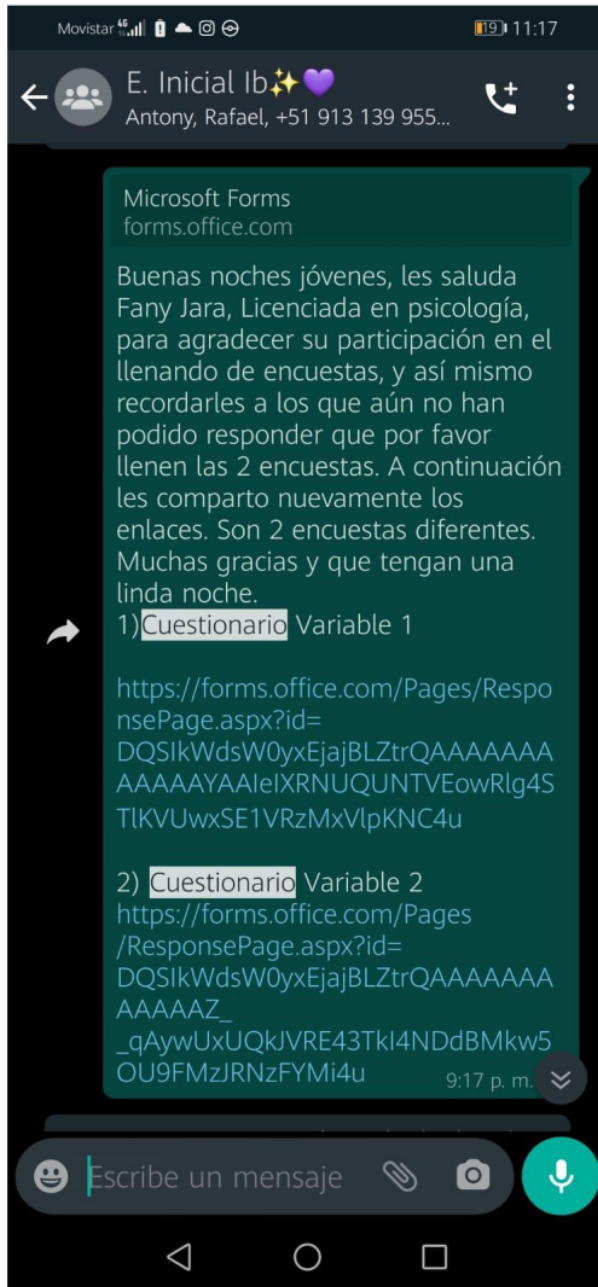 Movistar 4G 19 11:17
E. Inicial Ib✨💜
Antony, Rafael, +51 913 139 955...
Microsoft Forms
forms.office.com
Buenas noches jóvenes, les saluda
Fany Jara, Licenciada en psicología,
para agradecer su participación en el
llenando de encuestas, y así mismo
recordarles a los que aún no han
podido responder que por favor
llenen las 2 encuestas. A continuación
les comparto nuevamente los
enlaces. Son 2 encuestas diferentes.
Muchas gracias y que tengan una
linda noche.
1)Cuestionario Variable 1
https://forms.office.com/Pages/Respo
nsePage.aspx?id=
DQSIkWdsW0yxEjajBLZtrQAAAAAAA
AAAAAYAAIeIXRNUQUNTVEowRlg4S
TlKVUwxSE1VRzMxVlpKNC4u
2) Cuestionario Variable 2
https://forms.office.com/Pages
/ResponsePage.aspx?id=
DQSIkWdsW0yxEjajBLZtrQAAAAAAA
AAAAAZ_
_qAywUxUQkJVRE43TkI4NDdBMkw5
OU9FMzJRNzFYMi4u
9:17 p. m.
Escribe un mensaje